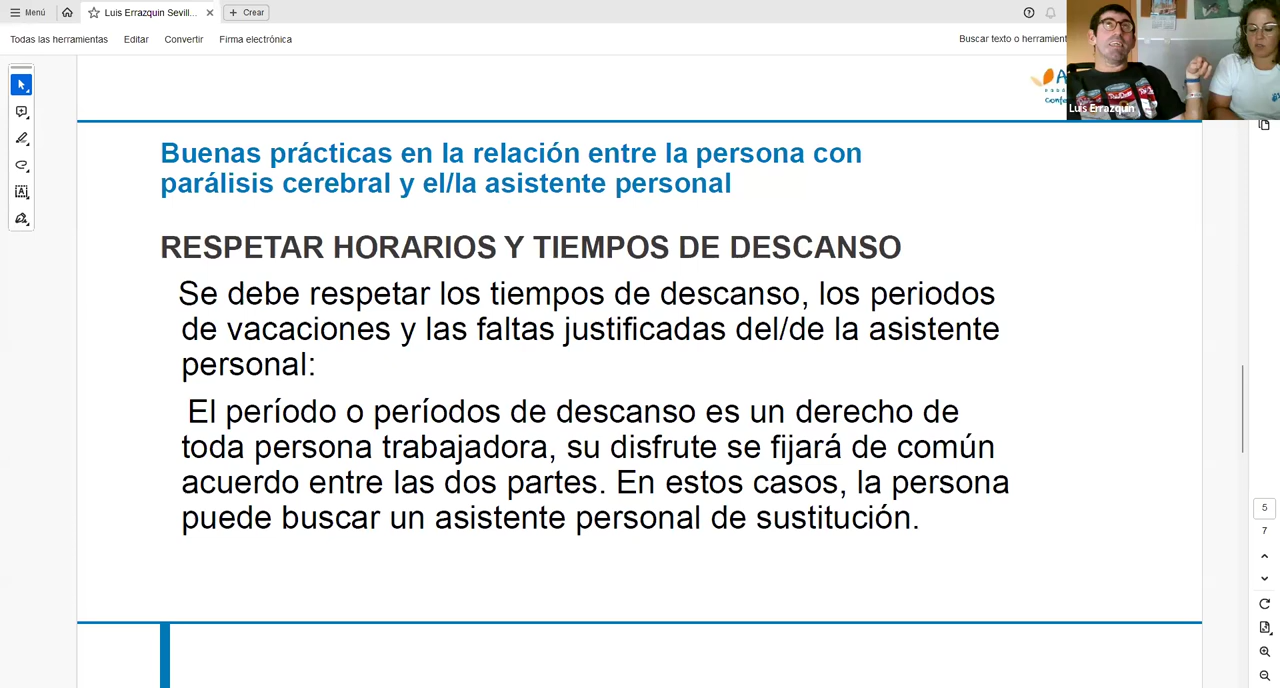 Menú
Luis Errazquin Sevill...
Crear
Todas las herramientas
Editar
Convertir
Firma electrónica
Buscar texto o herramient
Luis Errazquin
Buenas prácticas en la relación entre la persona con
parálisis cerebral y el/la asistente personal
RESPETAR HORARIOS Y TIEMPOS DE DESCANSO
Se debe respetar los tiempos de descanso, los periodos
de vacaciones y las faltas justificadas del/de la asistente
personal:
El período o períodos de descanso es un derecho de
toda persona trabajadora, su disfrute se fijará de común
acuerdo entre las dos partes. En estos casos, la persona
puede buscar un asistente personal de sustitución.
5
7